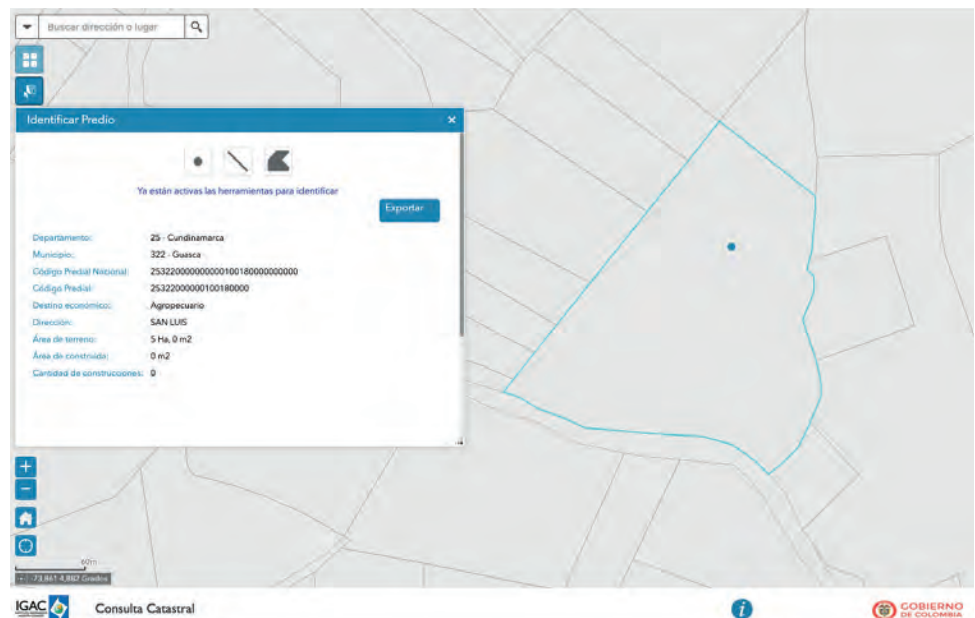 Buscar dirección o lugar
Identificar Predio
Ya están activas las herramientas para identificar
Exportar
Departamento: 25 - Cundinamarca
Municipio: 322 - Guasca
Código Predial Nacional: 253220000000000100180000000000
Código Predial: 25322000000100180000
Destino económico: Agropecuario
Dirección: SAN LUIS
Área de terreno: 5 Ha, 0 m2
Área de construida: 0 m2
Cantidad de construcciones: 0
60m
-73,861 4,882 Grados
IGAC
Consulta Catastral
GOBIERNO
DE COLOMBIA